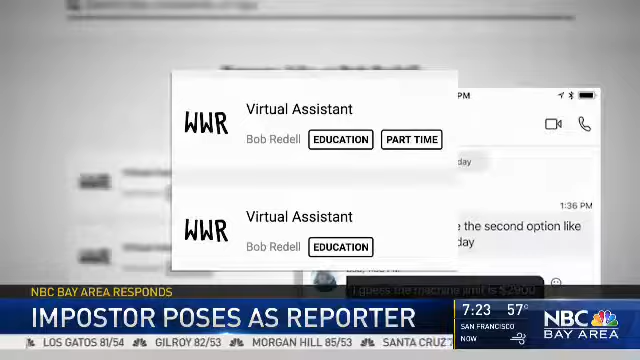 WWR
Virtual Assistant
Bob Redell EDUCATION PART TIME
WWR
Virtual Assistant
Bob Redell EDUCATION
PM
day
1:36 PM
e the second option like
day
I guess the machine limit is $2900
NBC BAY AREA RESPONDS
IMPOSTOR POSES AS REPORTER
7:23 57°
SAN FRANCISCO
NOW
NBC
BAY AREA
LOS GATOS 81/54 GILROY 82/53 MORGAN HILL 85/53 SANTA CRUZ